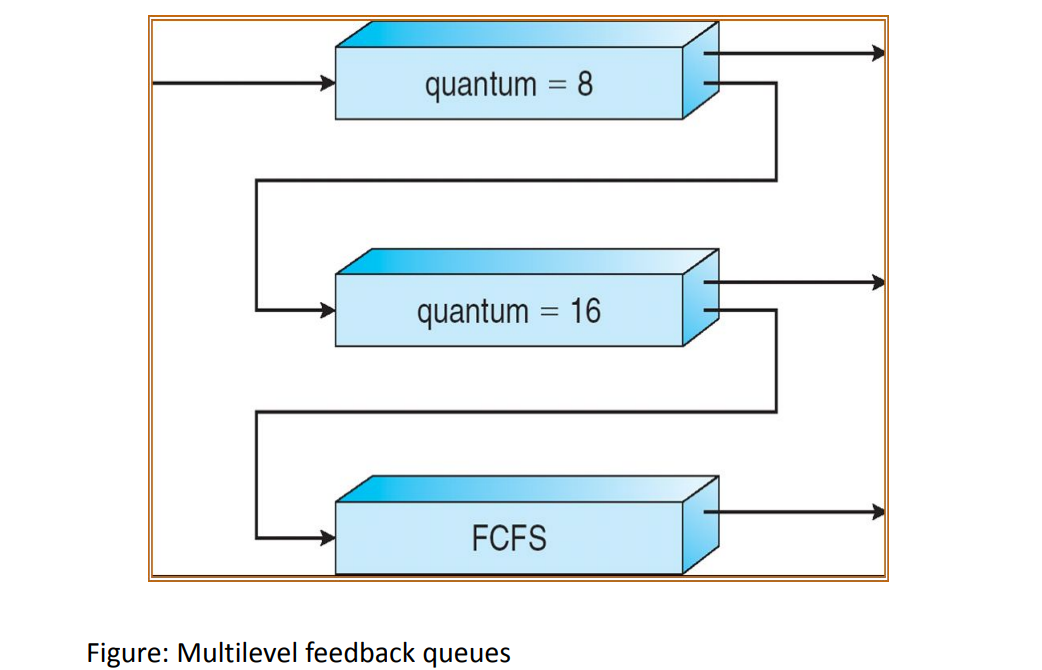 quantum = 8
quantum = 16
FCFS
Figure: Multilevel feedback queues